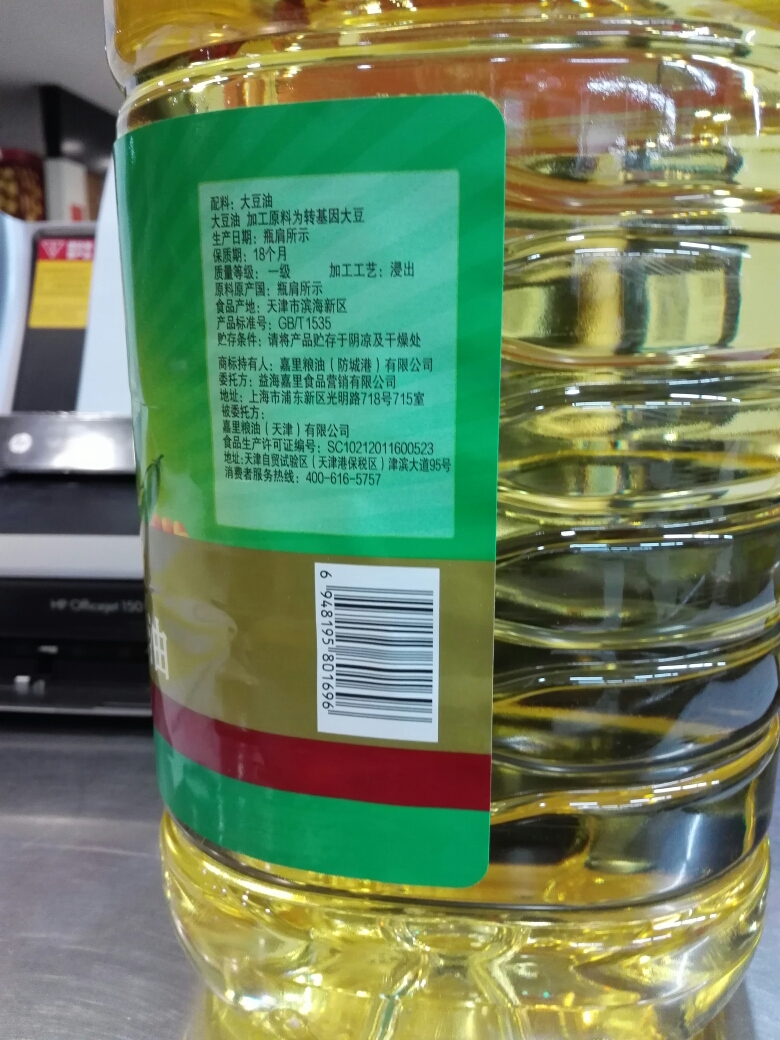 配料：大豆油
大豆油 加工原料为转基因大豆
生产日期：瓶肩所示
保质期：18个月
质量等级：一级 加工工艺：浸出
原料原产国：瓶肩所示
食品产地：天津市滨海新区
产品标准号：GB/T1535
贮存条件：请将产品贮存于阴凉及干燥处
商标持有人：嘉里粮油（防城港）有限公司
委托方：益海嘉里食品营销有限公司
地址：上海市浦东新区光明路718号715室
被委托方：
嘉里粮油（天津）有限公司
食品生产许可证编号：SC10212011600523
地址：天津自贸试验区（天津港保税区）津滨大道95号
消费者服务热线：400-616-5757
6 948195 801696
油
HP Officejet 150